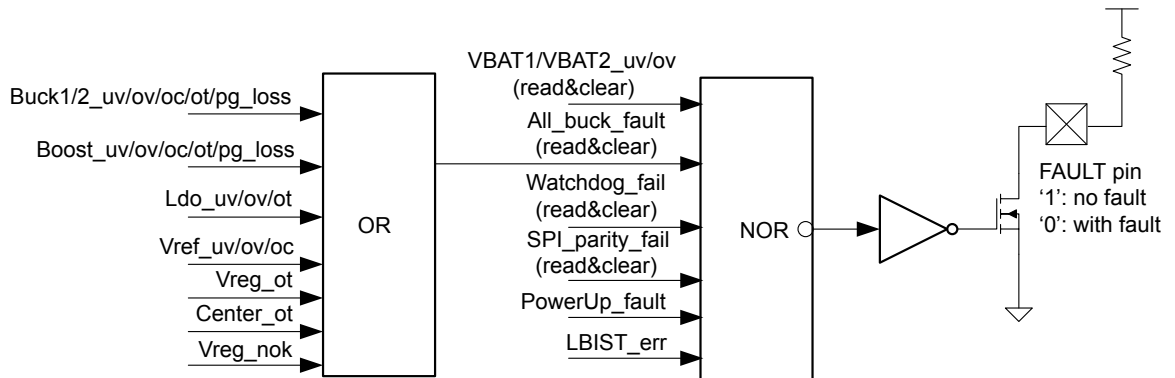 Buck1/2_uv/ov/oc/ot/pg_loss
Boost_uv/ov/oc/ot/pg_loss
Ldo_uv/ov/ot
Vref_uv/ov/oc
Vreg_ot
Center_ot
Vreg_nok
OR
VBAT1/VBAT2_uv/ov
(read&clear)
All_buck_fault
(read&clear)
Watchdog_fail
(read&clear)
SPI_parity_fail
(read&clear)
PowerUp_fault
LBIST_err
NOR
FAULT pin
‘1’: no fault
‘0’: with fault